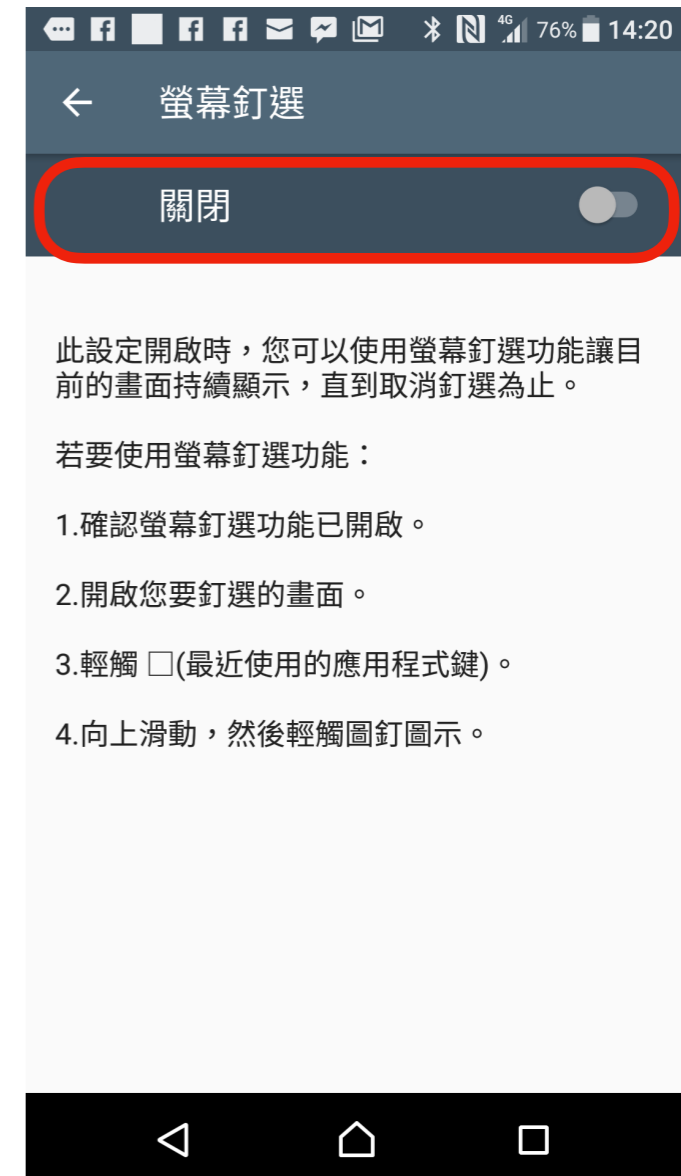 4G 76% 14:20
螢幕釘選
關閉
此設定開啟時，您可以使用螢幕釘選功能讓目
前的畫面持續顯示，直到取消釘選為止。
若要使用螢幕釘選功能：
1.確認螢幕釘選功能已開啟。
2.開啟您要釘選的畫面。
3.輕觸 □(最近使用的應用程式鍵)。
4.向上滑動，然後輕觸圖釘圖示。